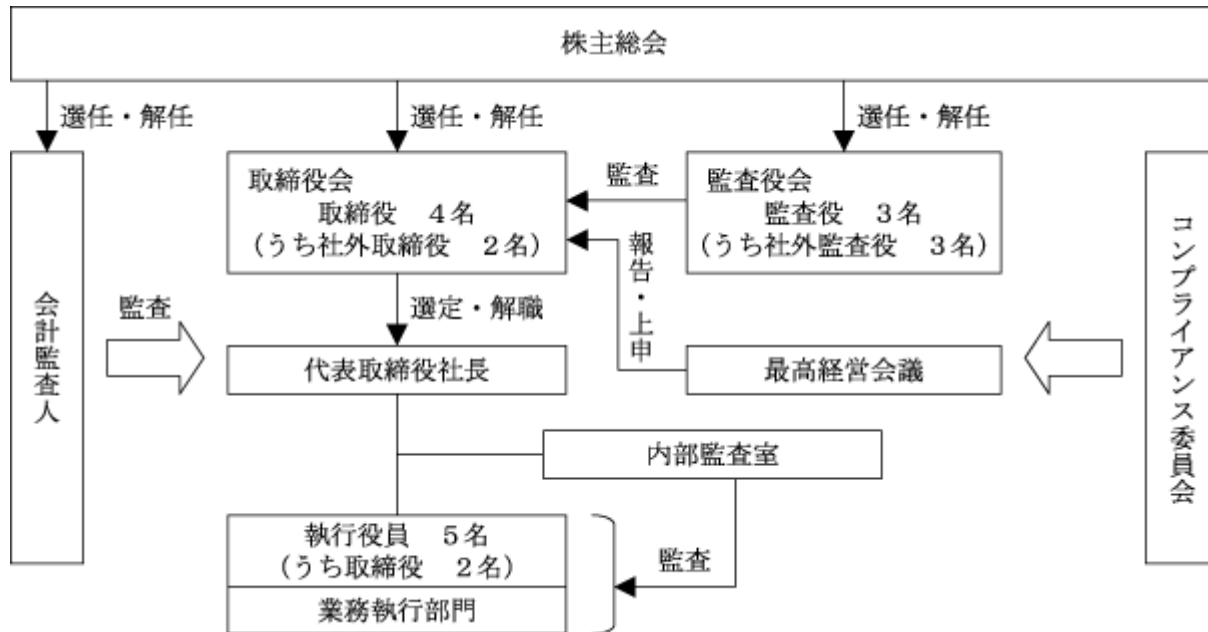 株主総会
選任・解任
選任・解任
選任・解任
取締役会
取締役 4名
(うち社外取締役 2名)
監査
監査役会
監査役 3名
(うち社外監査役 3名)
報告・上申
会計監査人
監査
選定・解職
代表取締役社長
最高経営会議
コンプライアンス委員会
内部監査室
執行役員 5名
(うち取締役 2名)
業務執行部門
監査